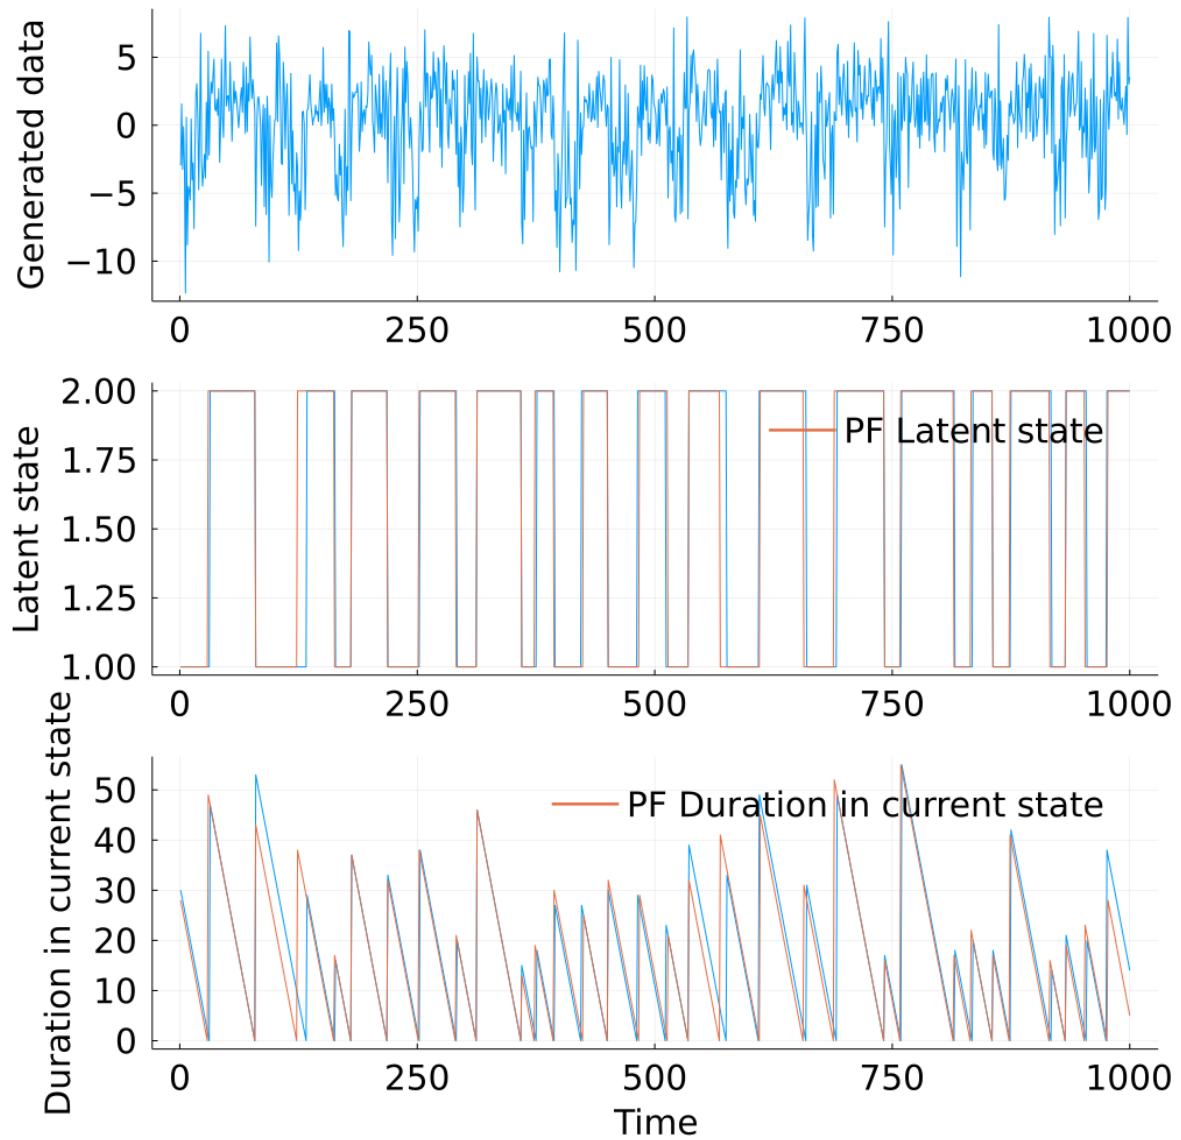 Generated data
5
0
−5
−10
0 250 500 750 1000
Latent state
2.00
1.75
1.50
1.25
1.00
PF Latent state
0 250 500 750 1000
Duration in current state
50
40
30
20
10
0
PF Duration in current state
0 250 500 750 1000
Time